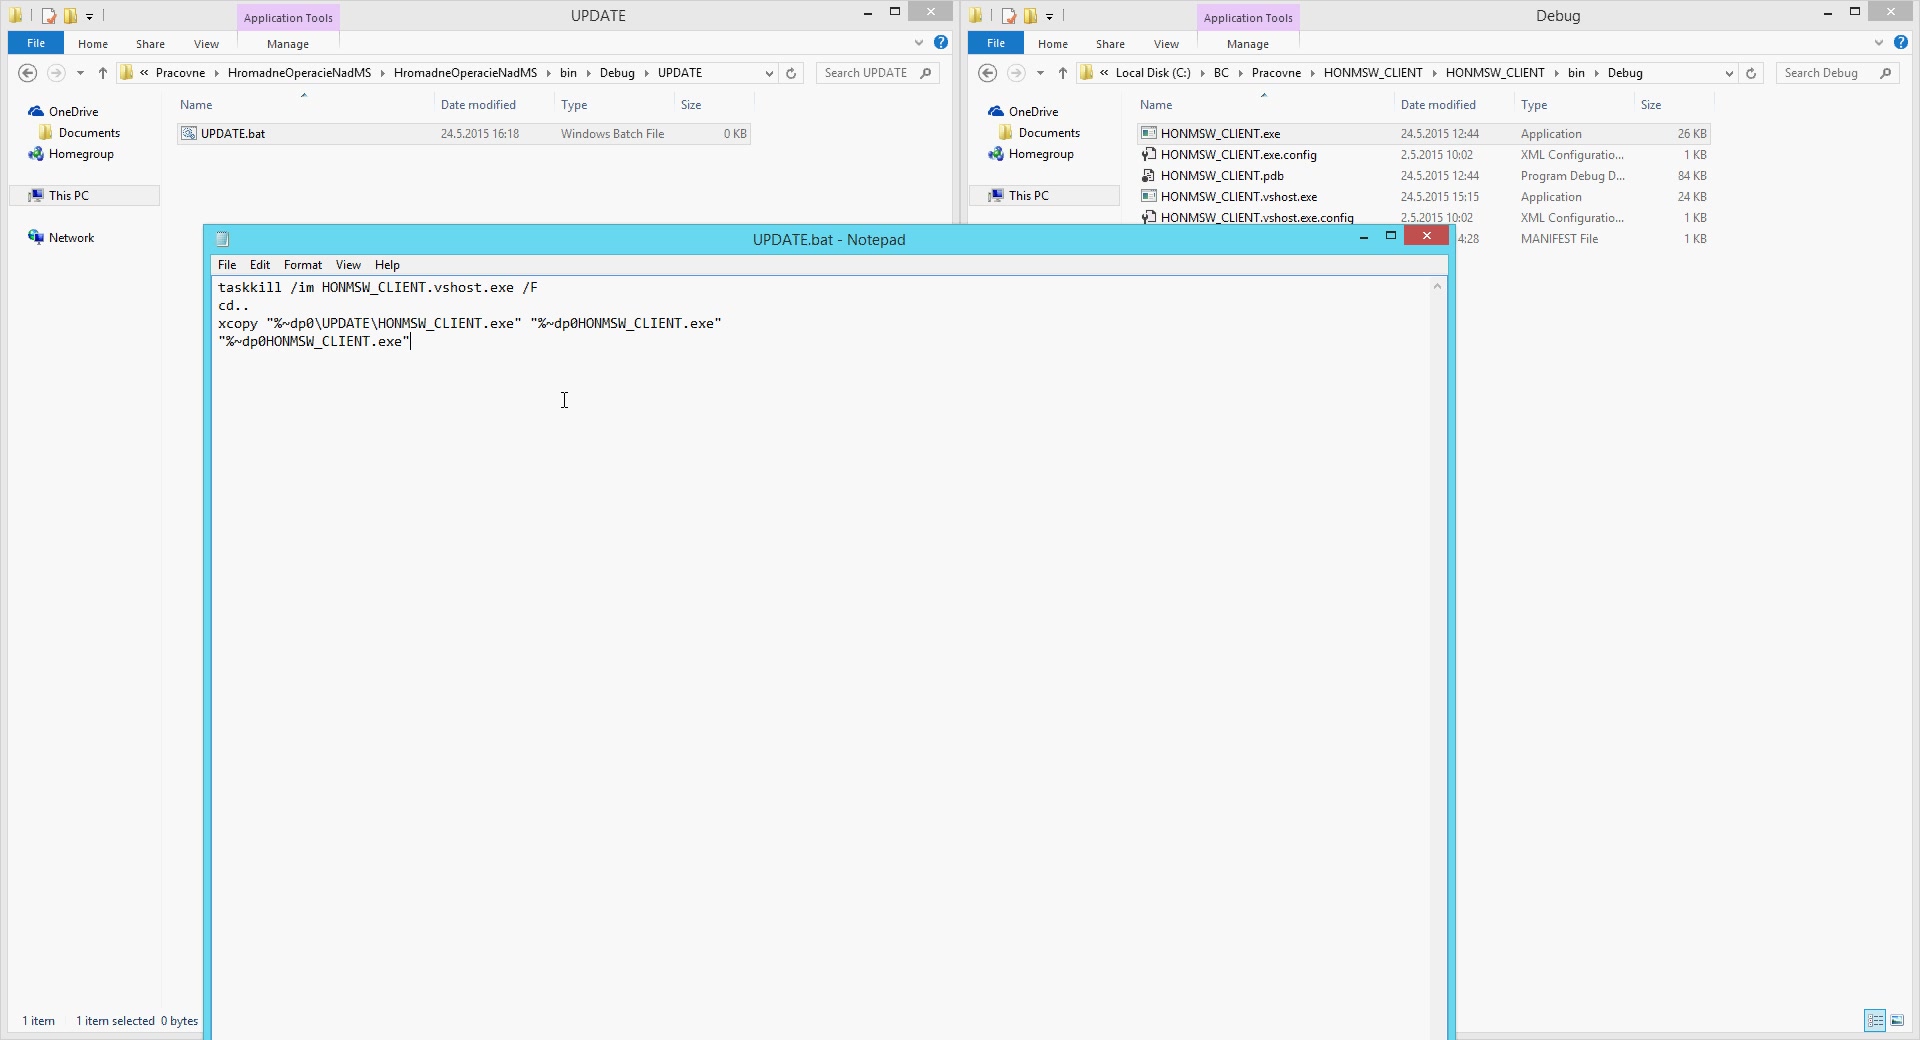 Application Tools
UPDATE
File
Home
Share
View
Manage
« Pracovne HromadneOperacieNadMS HromadneOperacieNadMS bin Debug UPDATE
Search UPDATE
OneDrive
Documents
Homegroup
This PC
Network
Name
Date modified
Type
Size
UPDATE.bat
24.5.2015 16:18
Windows Batch File
0 KB
1 item
1 item selected 0 bytes
Application Tools
Debug
File
Home
Share
View
Manage
« Local Disk (C:) BC Pracovne HONMSW_CLIENT HONMSW_CLIENT bin Debug
Search Debug
OneDrive
Documents
Homegroup
This PC
Name
Date modified
Type
Size
HONMSW_CLIENT.exe 24.5.2015 12:44 Application 26 KB
HONMSW_CLIENT.exe.config 2.5.2015 10:02 XML Configuratio... 1 KB
HONMSW_CLIENT.pdb 24.5.2015 12:44 Program Debug D... 84 KB
HONMSW_CLIENT.vshost.exe 24.5.2015 15:15 Application 24 KB
HONMSW_CLIENT.vshost.exe.config 2.5.2015 10:02 XML Configuratio... 1 KB
4:28 MANIFEST File 1 KB
UPDATE.bat - Notepad
File Edit Format View Help
taskkill /im HONMSW_CLIENT.vshost.exe /F
cd..
xcopy "%~dp0\UPDATE\HONMSW_CLIENT.exe" "%~dp0HONMSW_CLIENT.exe"
"%~dp0HONMSW_CLIENT.exe"